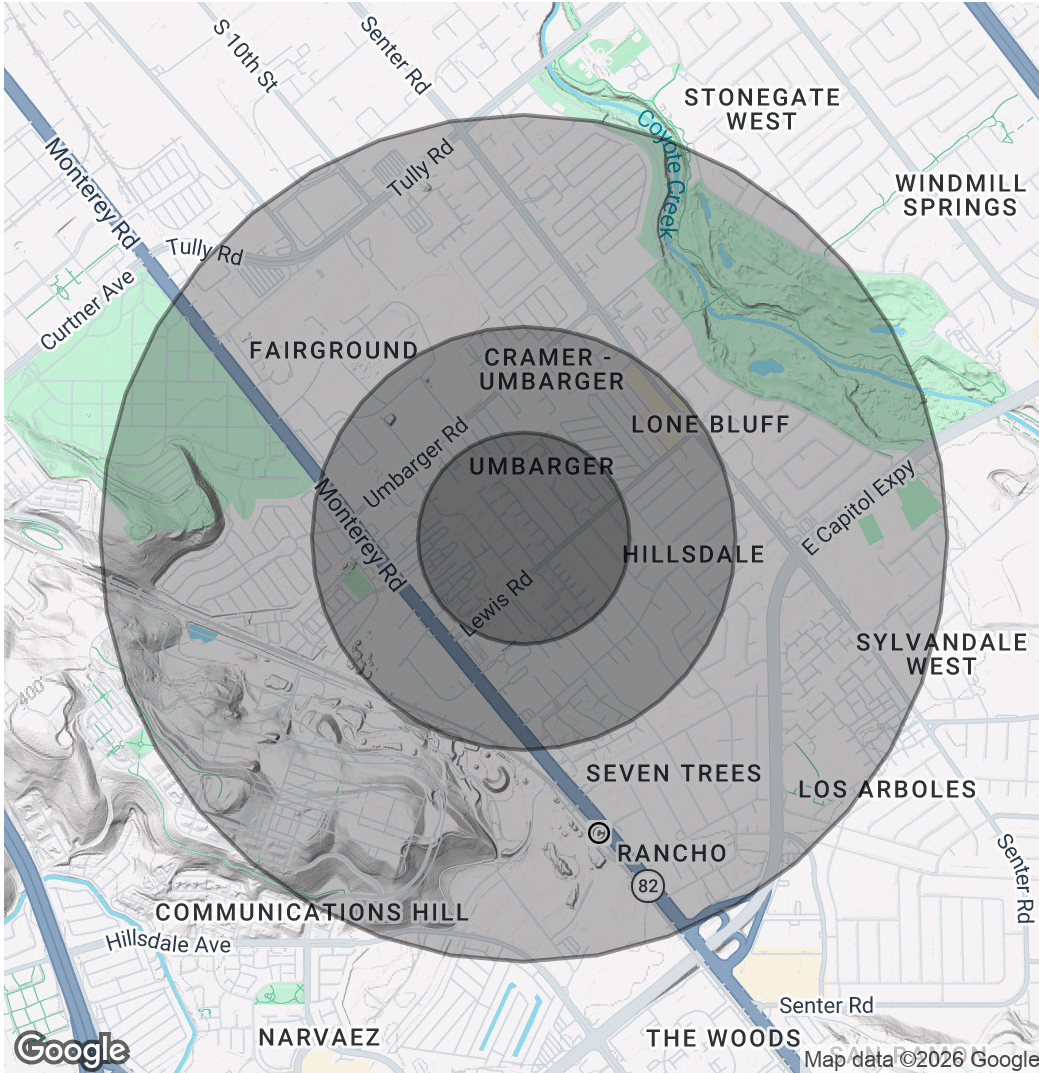 S 10th St
Senter Rd
STONEGATE
WEST
Coyote Creek
Monterey Rd
Tully Rd
WINDMILL
SPRINGS
Tully Rd
Curtner Ave
FAIRGROUND
CRAMER -
UMBARGER
LONE BLUFF
Umbarger Rd
UMBARGER
E Capitol Expy
Monterey Rd
HILLSDALE
Lewis Rd
SYLVANDALE
WEST
400'
SEVEN TREES
LOS ARBOLES
C
RANCHO
82
Senter Rd
COMMUNICATIONS HILL
Hillsdale Ave
Senter Rd
NARVAEZ
THE WOODS
Google
Map data ©2026 Google